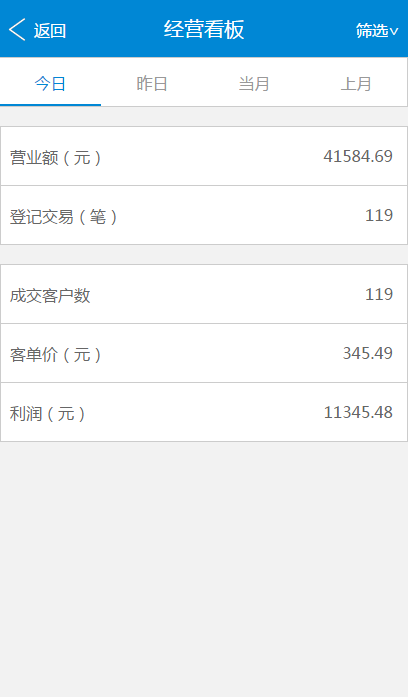 返回 经营看板 筛选
今日 昨日 当月 上月
营业额（元） 41584.69
登记交易（笔） 119
成交客户数 119
客单价（元） 345.49
利润（元） 11345.48